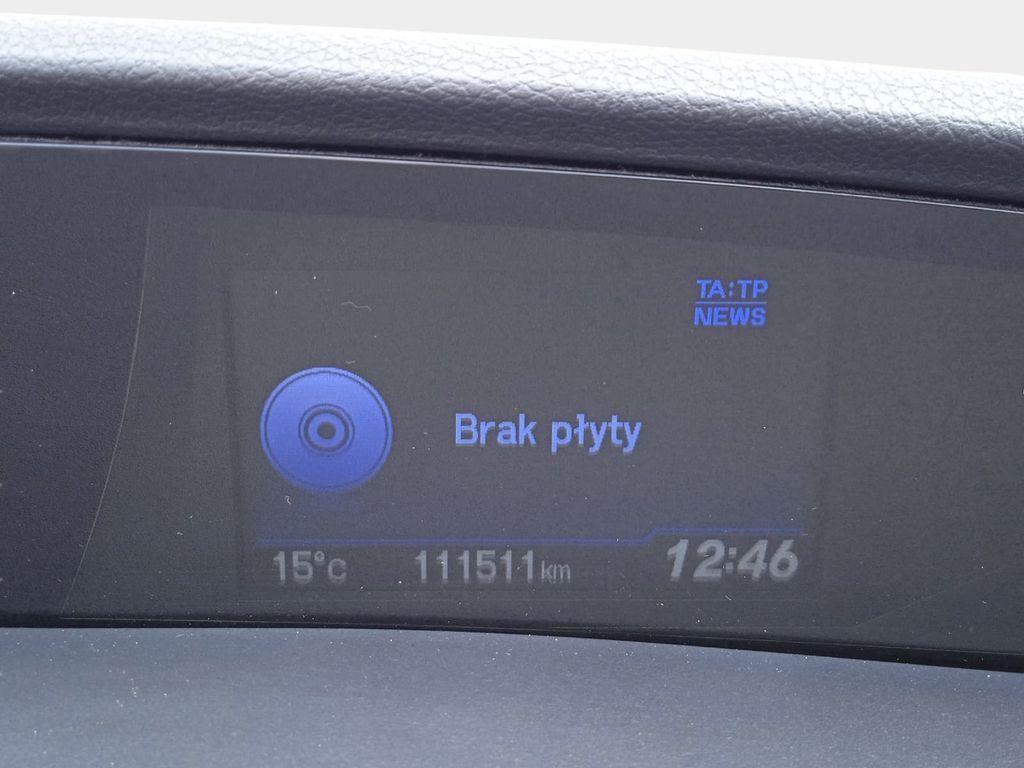 TA:TP
NEWS
Brak płyty
15°C 111511km 12:46